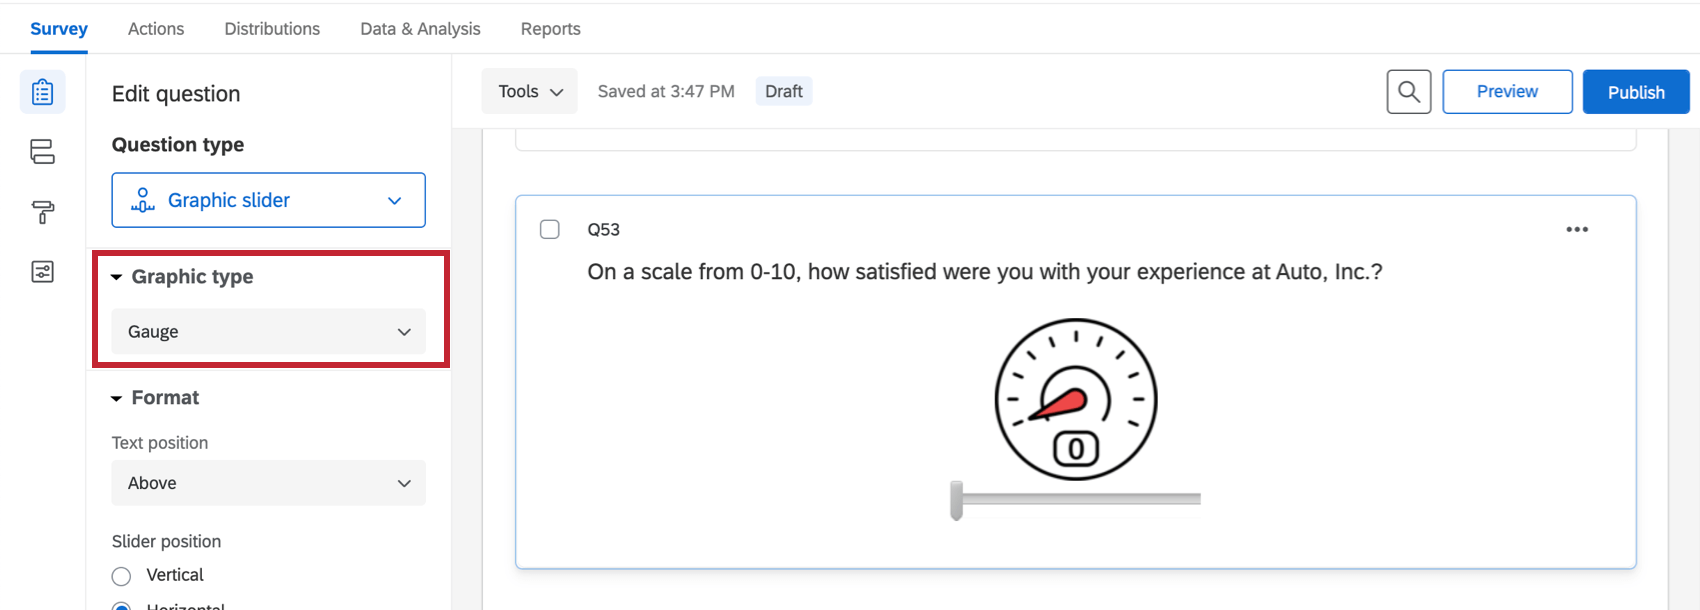 Survey Actions Distributions Data & Analysis Reports
Edit question
Question type
Graphic slider
Graphic type
Gauge
Format
Text position
Above
Slider position
Vertical
Horizontal
Tools Saved at 3:47 PM Draft Preview Publish
Q53
On a scale from 0-10, how satisfied were you with your experience at Auto, Inc.?
0